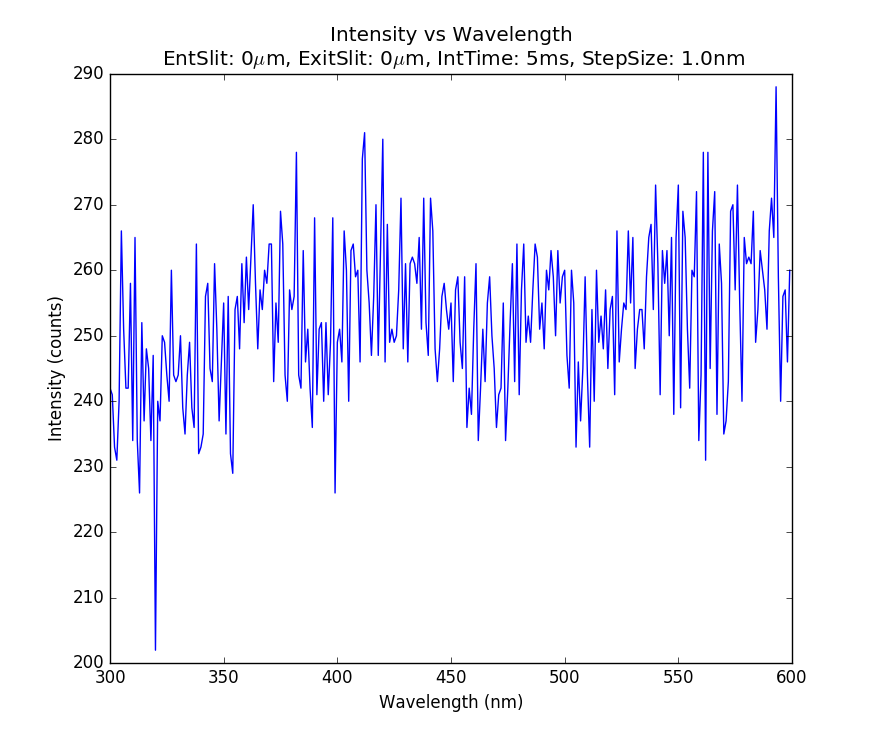 Intensity vs Wavelength
EntSlit: 0μm, ExitSlit: 0μm, IntTime: 5ms, StepSize: 1.0nm
290
280
270
260
250
240
230
220
210
200
Intensity (counts)
300 350 400 450 500 550 600
Wavelength (nm)